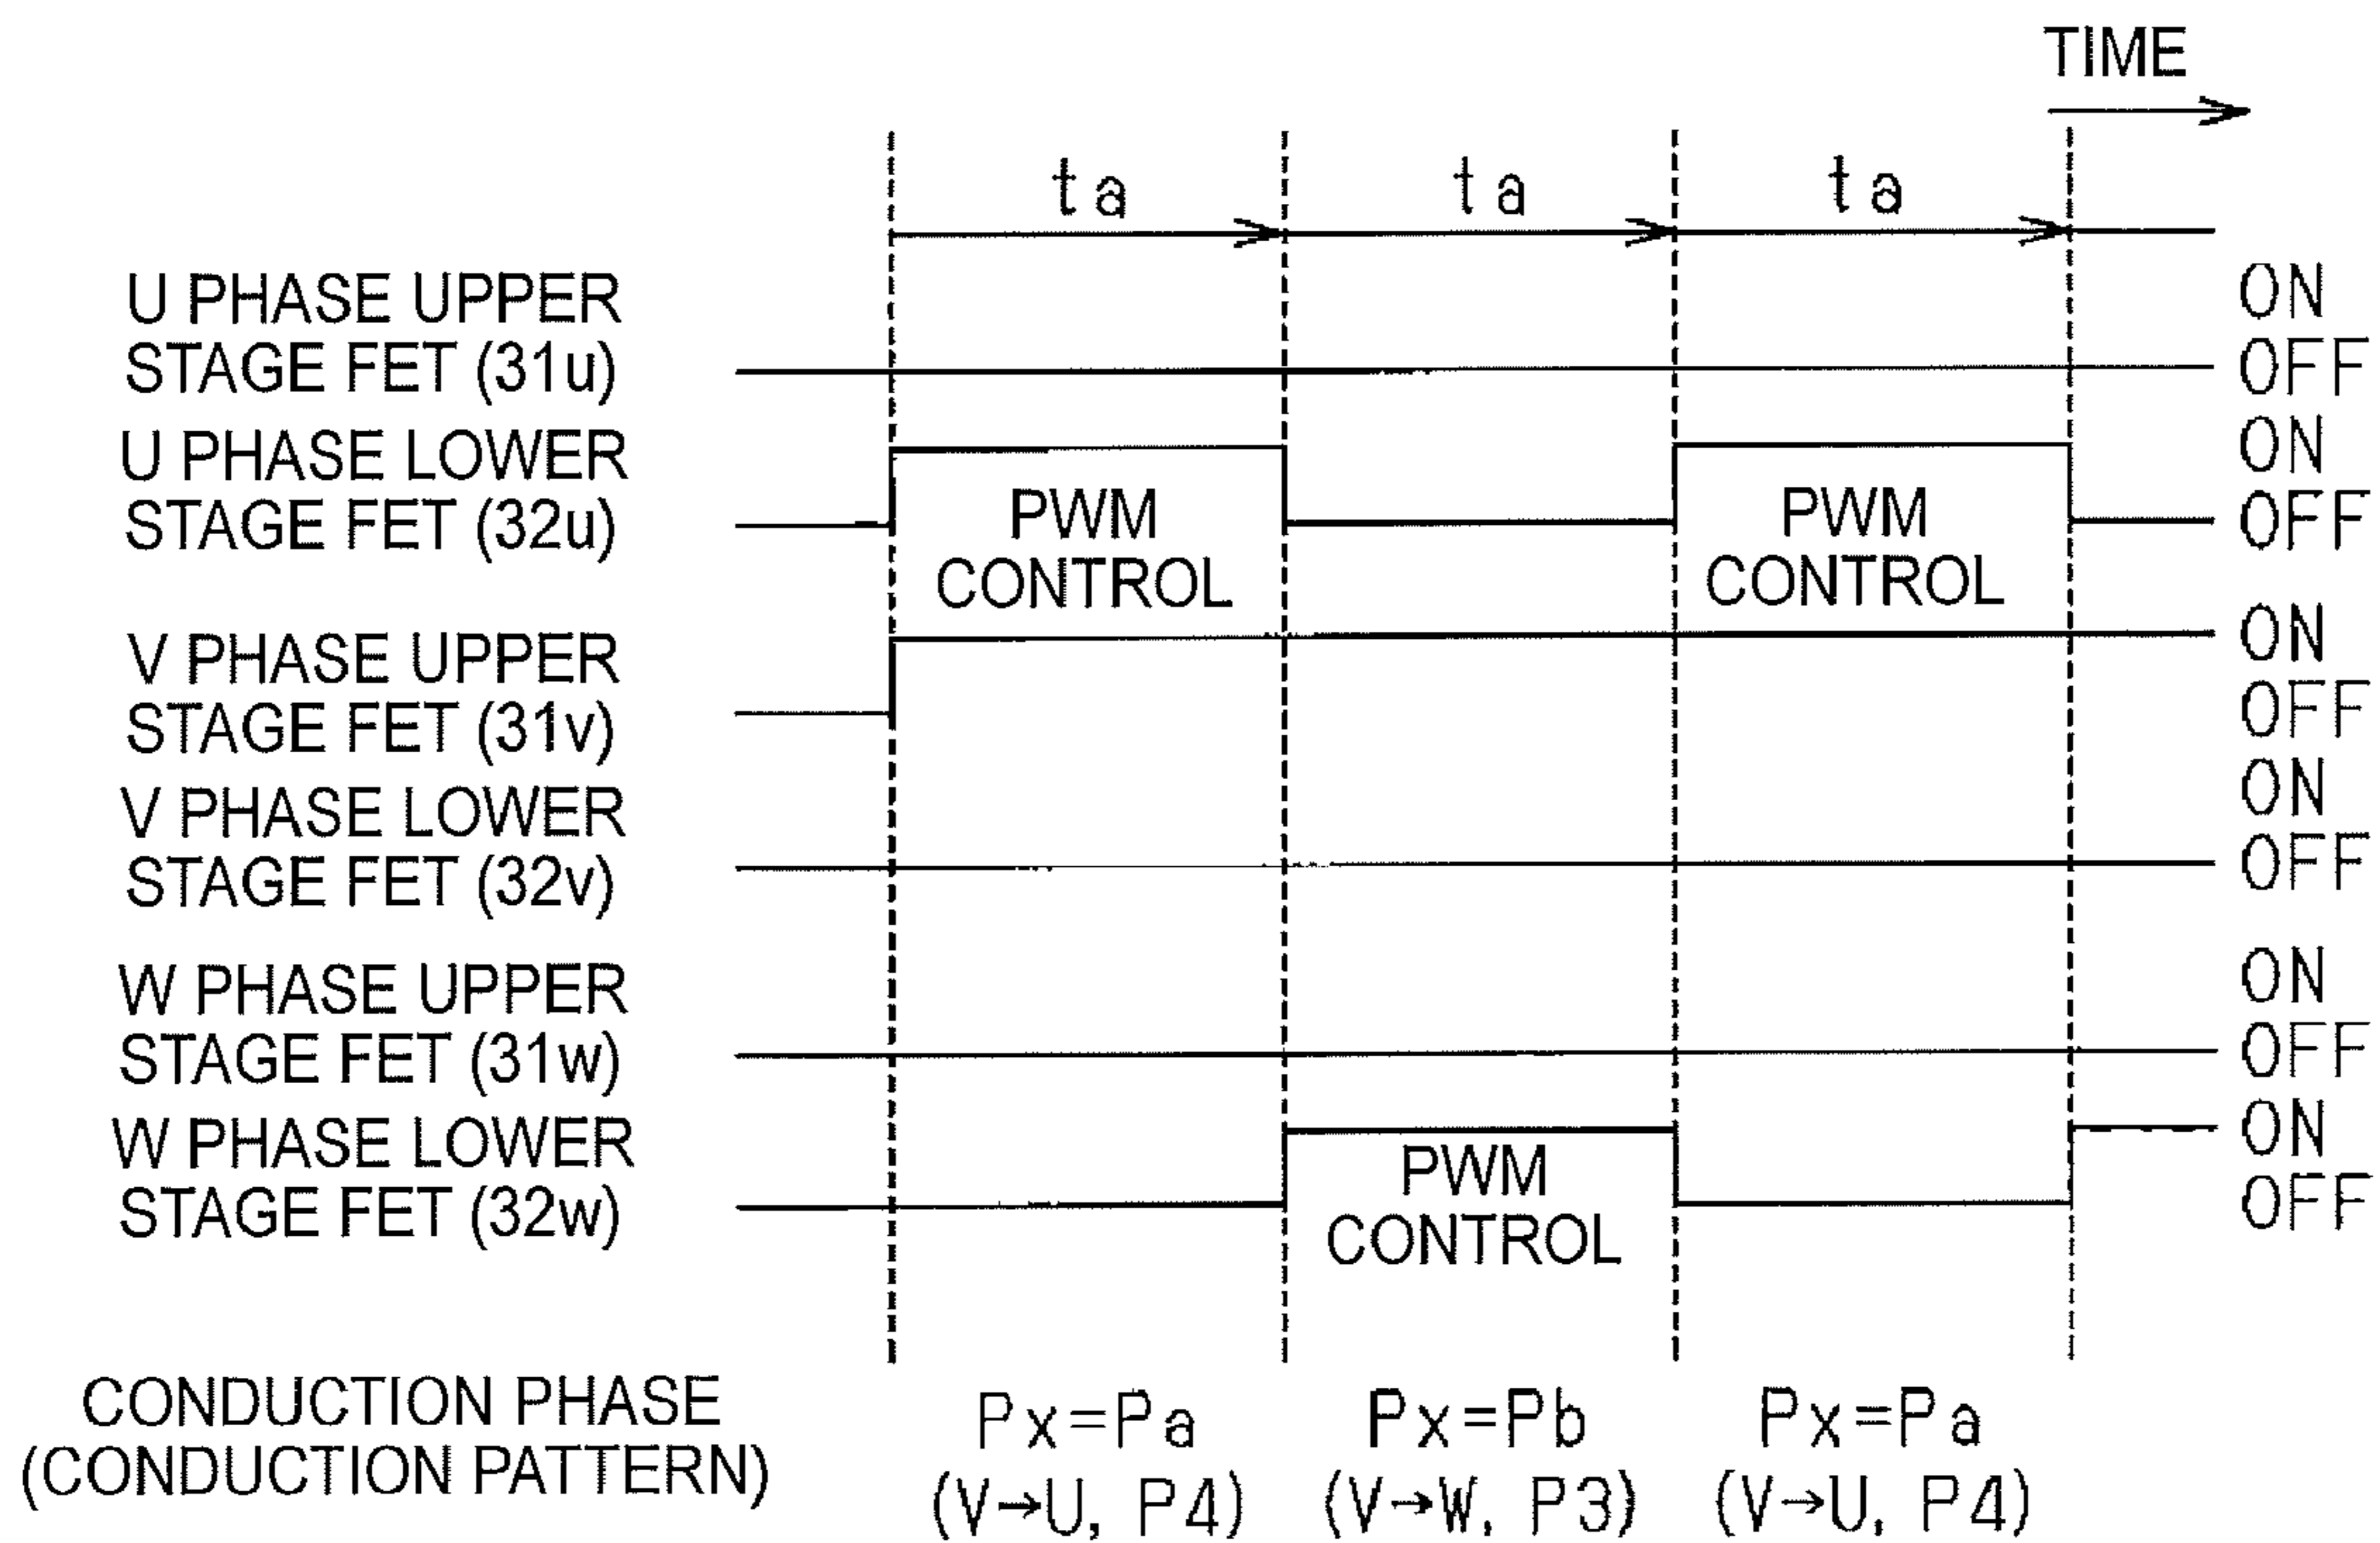 TIME
ta ta ta
U PHASE UPPER
STAGE FET (31u)
ON
OFF
U PHASE LOWER
STAGE FET (32u)
ON
OFF
PWM
CONTROL
PWM
CONTROL
V PHASE UPPER
STAGE FET (31v)
ON
OFF
V PHASE LOWER
STAGE FET (32v)
ON
OFF
W PHASE UPPER
STAGE FET (31w)
ON
OFF
W PHASE LOWER
STAGE FET (32w)
ON
OFF
PWM
CONTROL
CONDUCTION PHASE
(CONDUCTION PATTERN)
Px=Pa
(V→U, P4)
Px=Pb
(V→W, P3)
Px=Pa
(V→U, P4)